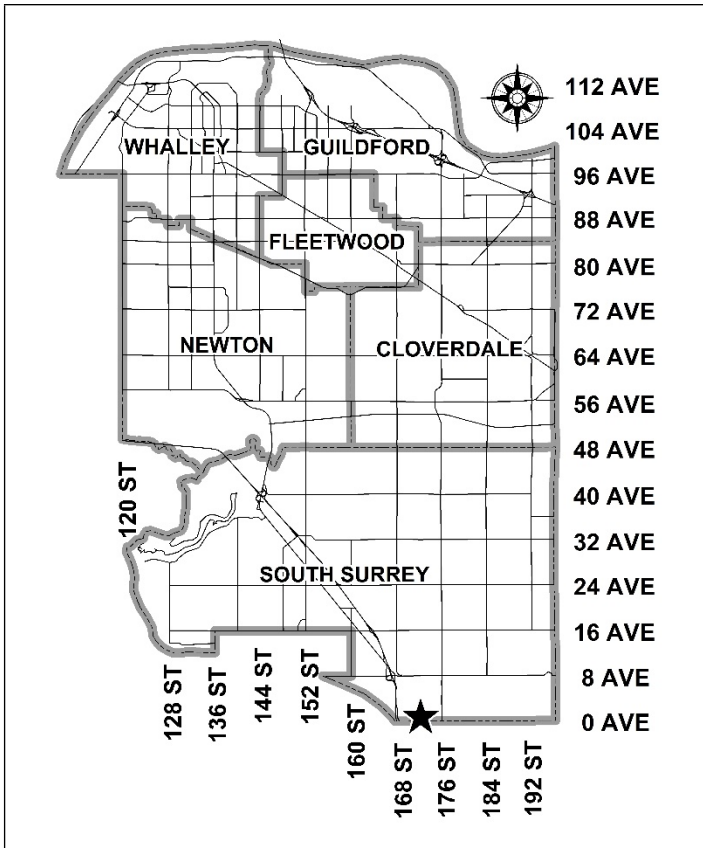 112 AVE
104 AVE
WHALLEY
GUILDFORD
96 AVE
88 AVE
FLEETWOOD
80 AVE
72 AVE
NEWTON
CLOVERDALE
64 AVE
56 AVE
48 AVE
120 ST
40 AVE
32 AVE
SOUTH SURREY
24 AVE
16 AVE
8 AVE
0 AVE
128 ST
136 ST
144 ST
152 ST
160 ST
168 ST
176 ST
184 ST
192 ST